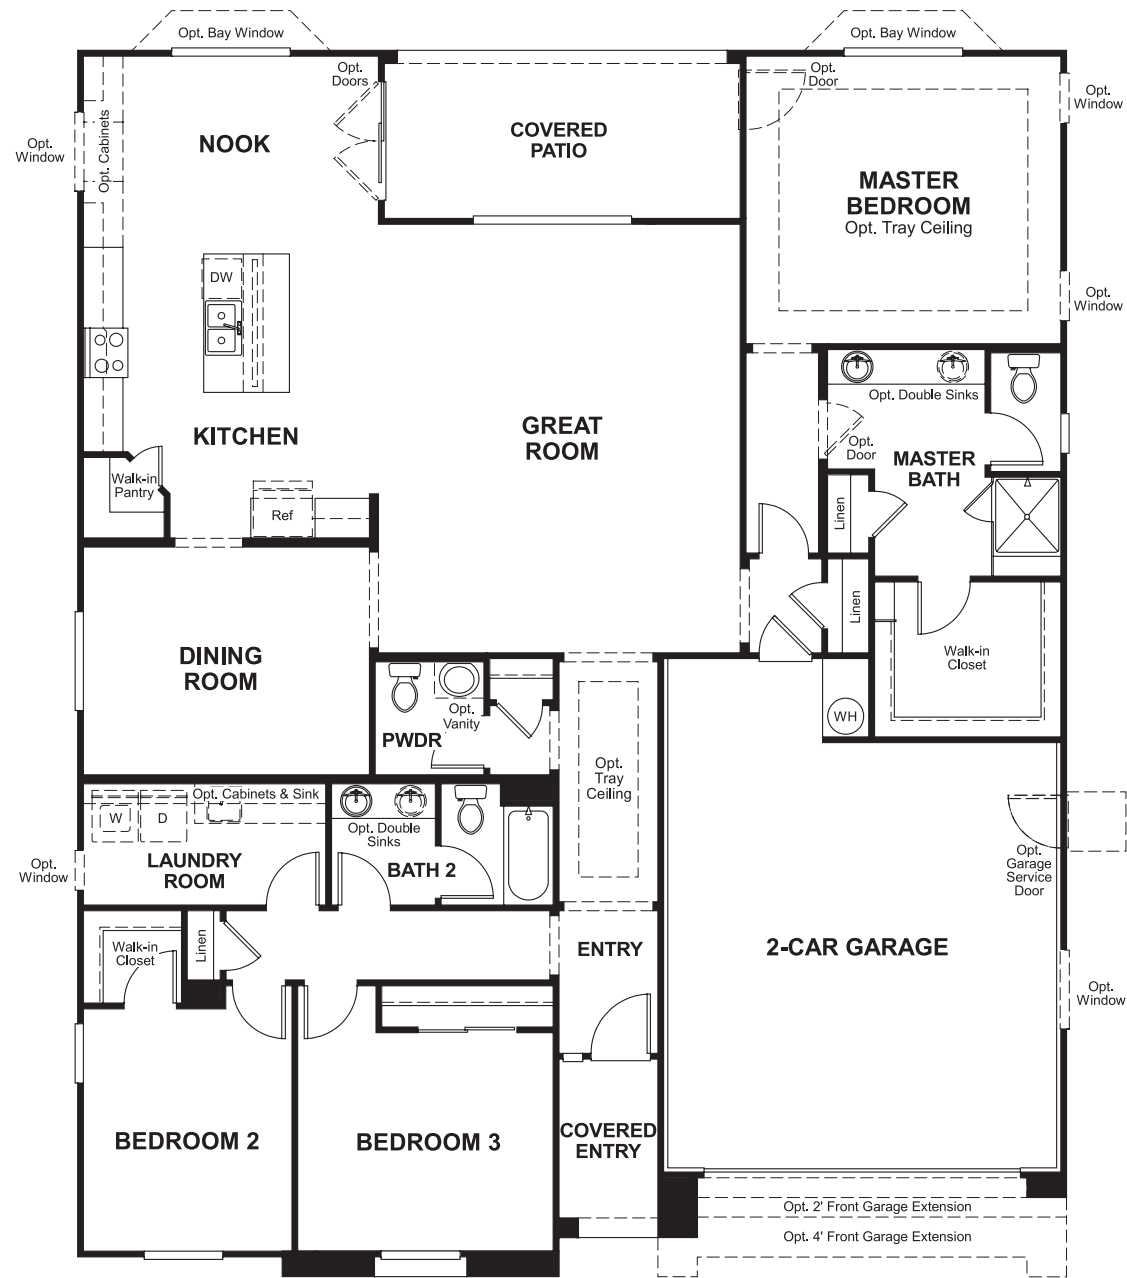 Opt. Bay Window
Opt. Bay Window
Opt.
Doors
Opt.
Door
Opt.
Window
Opt. Cabinets
NOOK
COVERED
PATIO
Opt.
Window
MASTER
BEDROOM
Opt. Tray Ceiling
DW
Opt.
Window
Opt. Double Sinks
KITCHEN
GREAT
ROOM
Opt.
Door
MASTER
BATH
Walk-in
Pantry
Ref
Linen
Linen
DINING
ROOM
Walk-in
Closet
Opt.
Vanity
PWDR
WH
Opt.
Tray
Ceiling
Opt. Cabinets & Sink
W
D
Opt. Double
Sinks
LAUNDRY
ROOM
BATH 2
Opt.
Window
Opt.
Garage
Service
Door
Walk-in
Closet
Linen
ENTRY
2-CAR GARAGE
Opt.
Window
BEDROOM 2
BEDROOM 3
COVERED
ENTRY
Opt. 2' Front Garage Extension
Opt. 4' Front Garage Extension